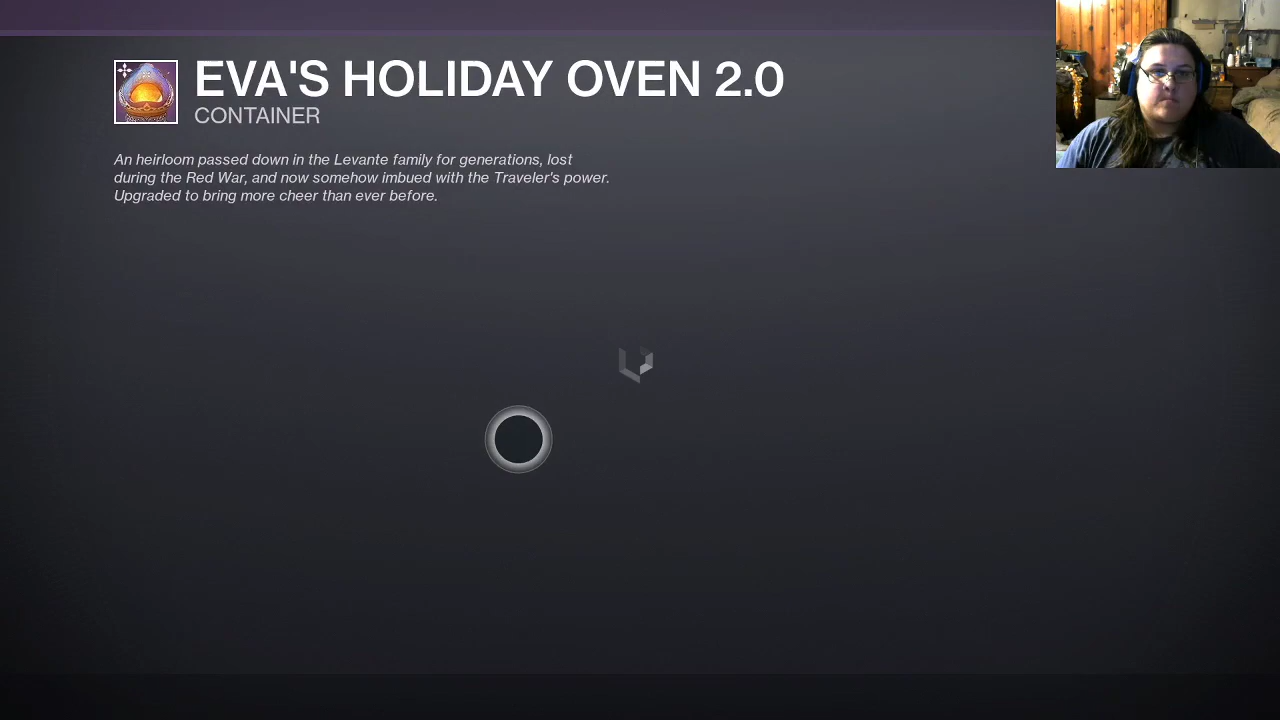 EVA'S HOLIDAY OVEN 2.0
CONTAINER
An heirloom passed down in the Levante family for generations, lost
during the Red War, and now somehow imbued with the Traveler's power.
Upgraded to bring more cheer than ever before.